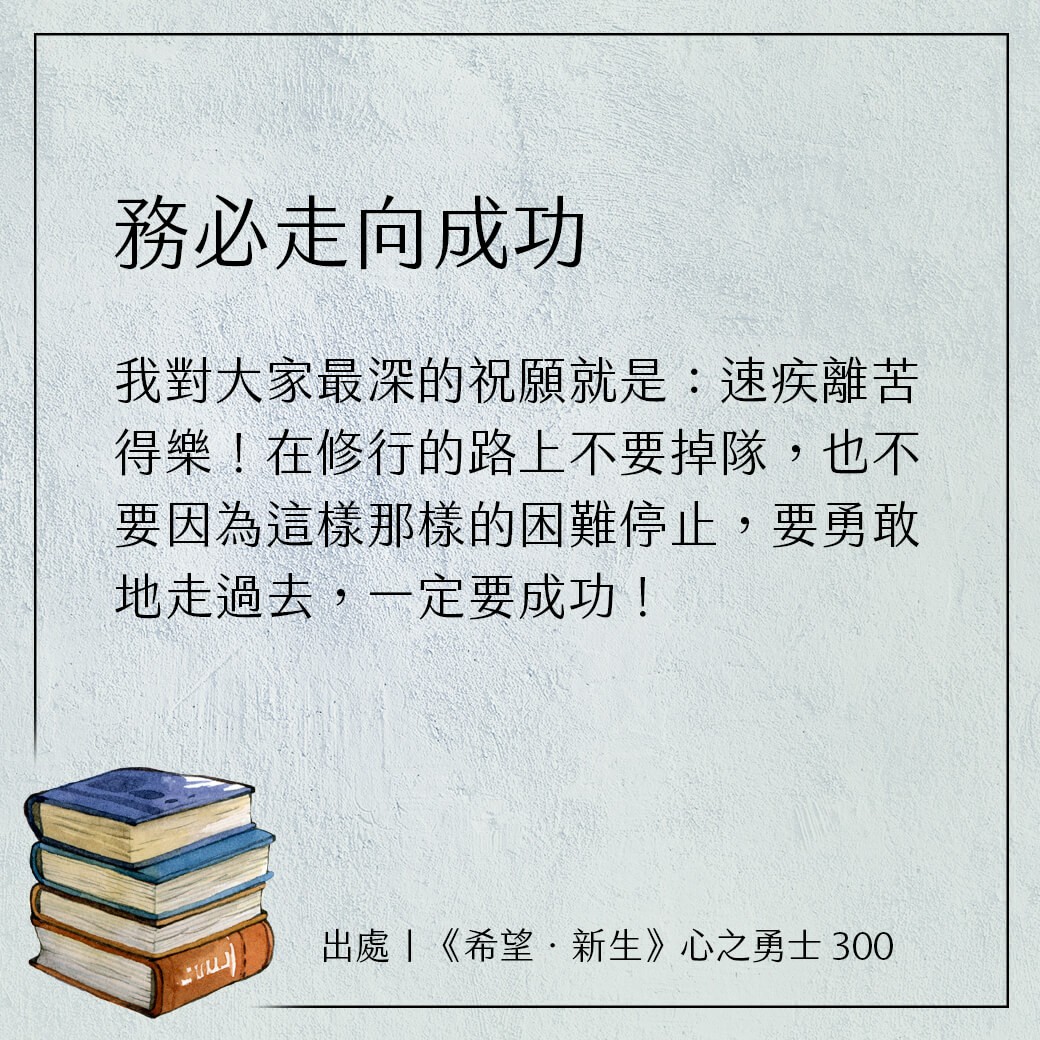 務必走向成功
我對大家最深的祝願就是：速疾離苦
得樂！在修行的路上不要掉隊，也不
要因為這樣那樣的困難停止，要勇敢
地走過去，一定要成功！
出處｜《希望．新生》心之勇士 300